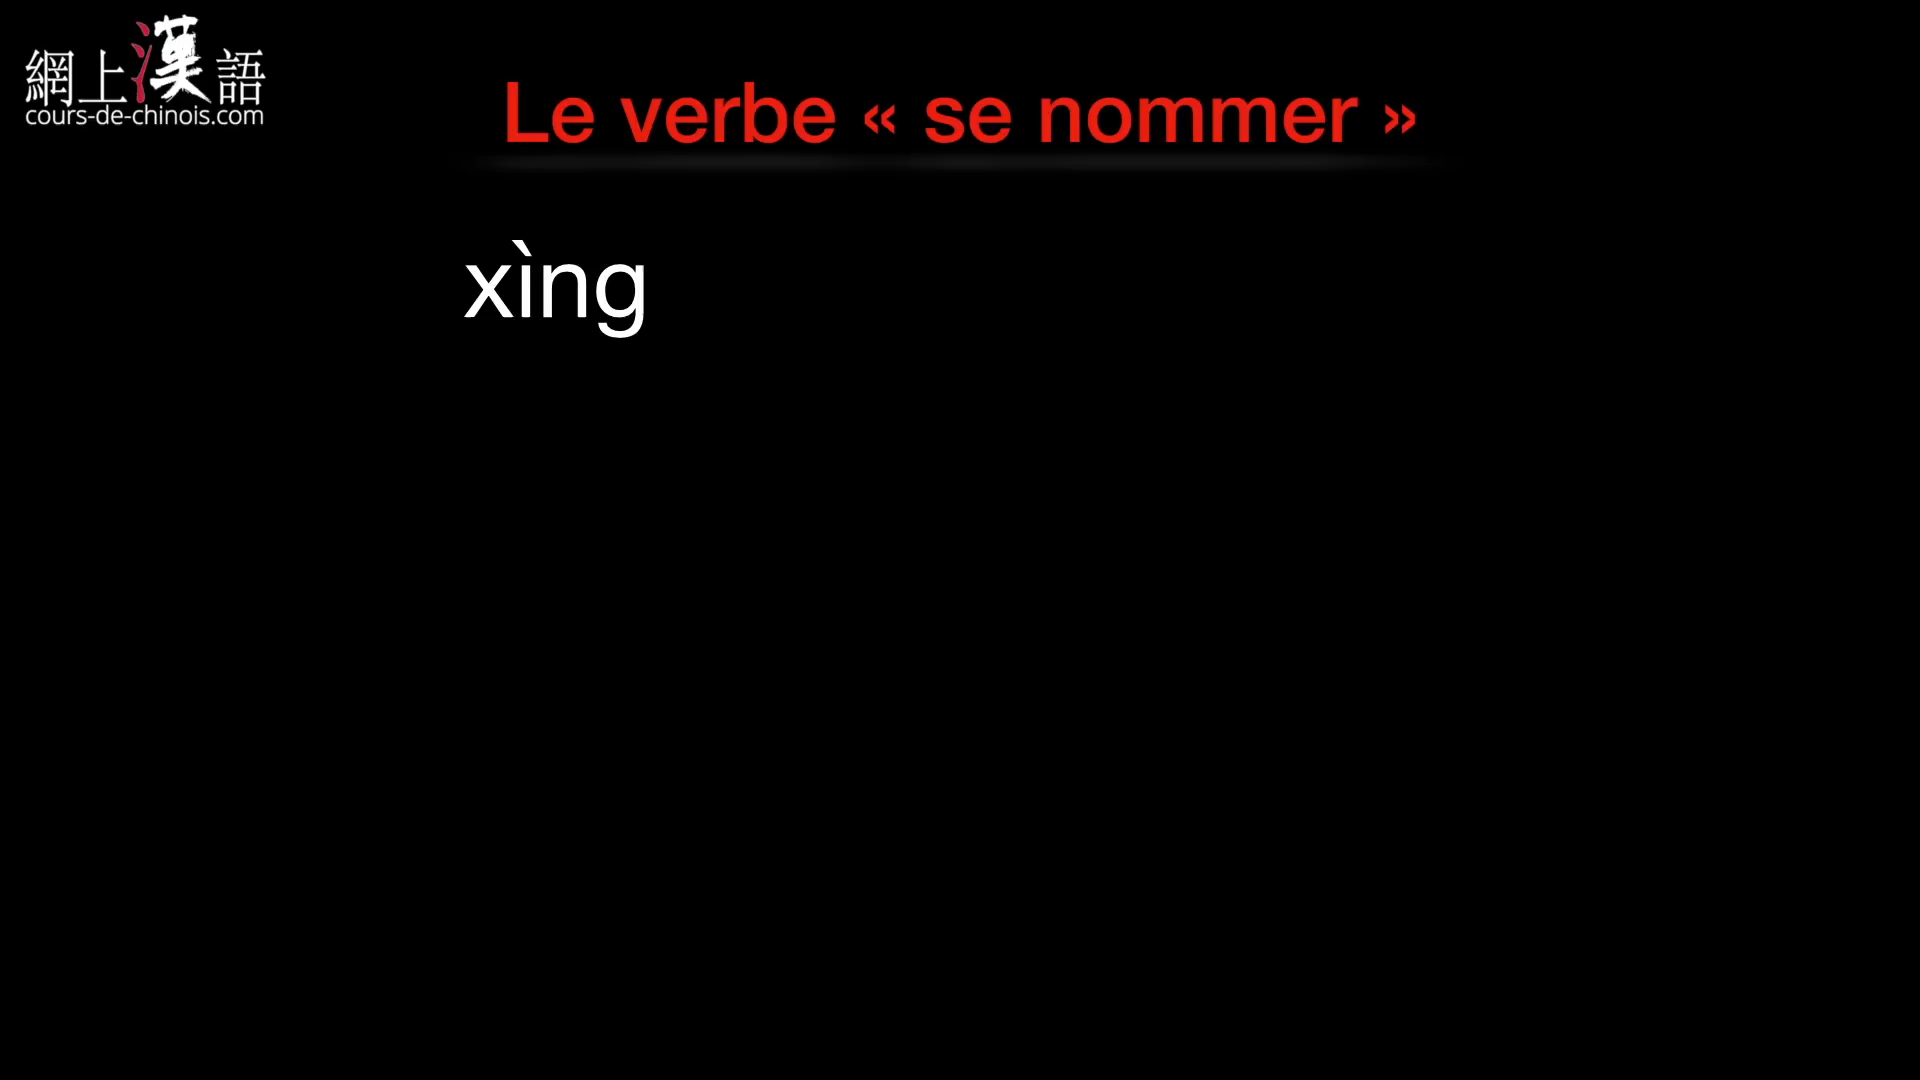 網上漢語
cours-de-chinois.com
Le verbe « se nommer »
xìng